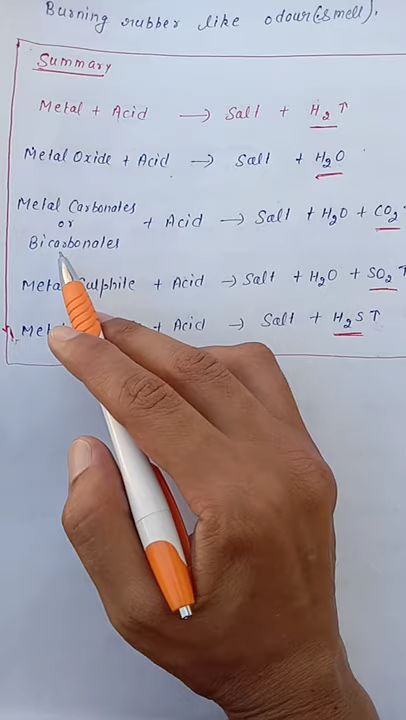 Burning rubber like odour(smell).
Summary
Metal + Acid → Salt + H₂ ↑
Metal Oxide + Acid → Salt + H₂O
Metal Carbonates
or
Bicarbonates + Acid → Salt + H₂O + CO₂ ↑
Sulphite + Acid → Salt + H₂O + SO₂ ↑
+ Acid → Salt + H₂S ↑